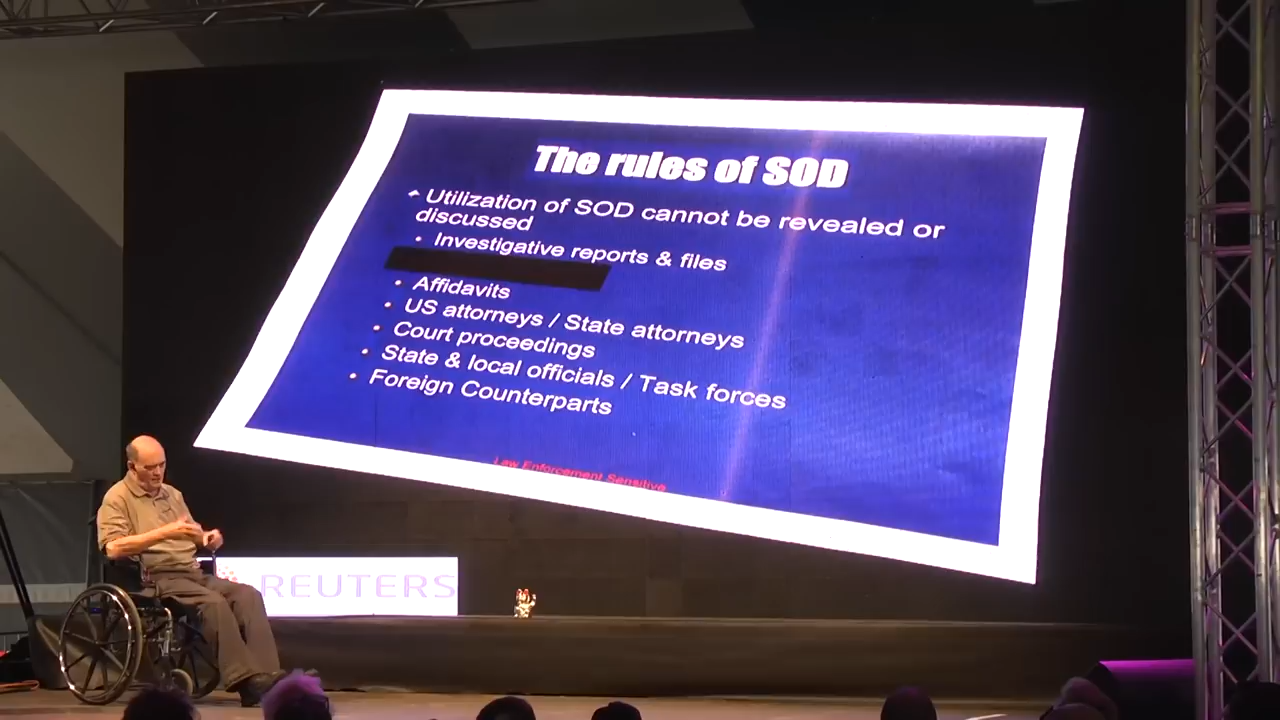 The rules of SOD
Utilization of SOD cannot be revealed or
discussed
• Investigative reports & files
• Affidavits
• US attorneys / State attorneys
• Court proceedings
• State & local officials / Task forces
• Foreign Counterparts
Law Enforcement Sensitive
REUTERS